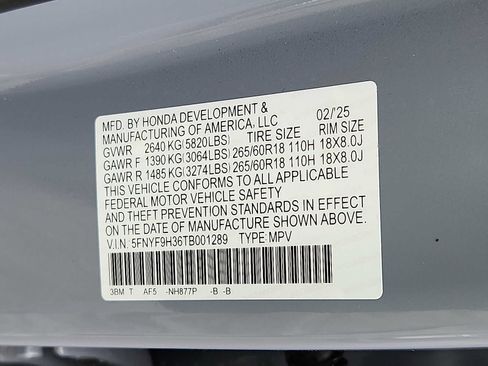 MFD. BY HONDA DEVELOPMENT & 02/'25
MANUFACTURING OF AMERICA, LLC
GVWR 2640 KG(5820LBS) TIRE SIZE RIM SIZE
GAWR F 1390 KG(3064LBS) 265/60R18 110H 18X8.0J
GAWR R 1485 KG(3274LBS) 265/60R18 110H 18X8.0J
THIS VEHICLE CONFORMS TO ALL APPLICABLE
FEDERAL MOTOR VEHICLE SAFETY
AND THEFT PREVENTION STANDARDS IN EFFECT
ON THE DATE OF MANUFACTURE SHOWN ABOVE.
V.I.N. 5FNYF9H36TB001289 TYPE: MPV
3BM T AF5 -NH877P -B -B